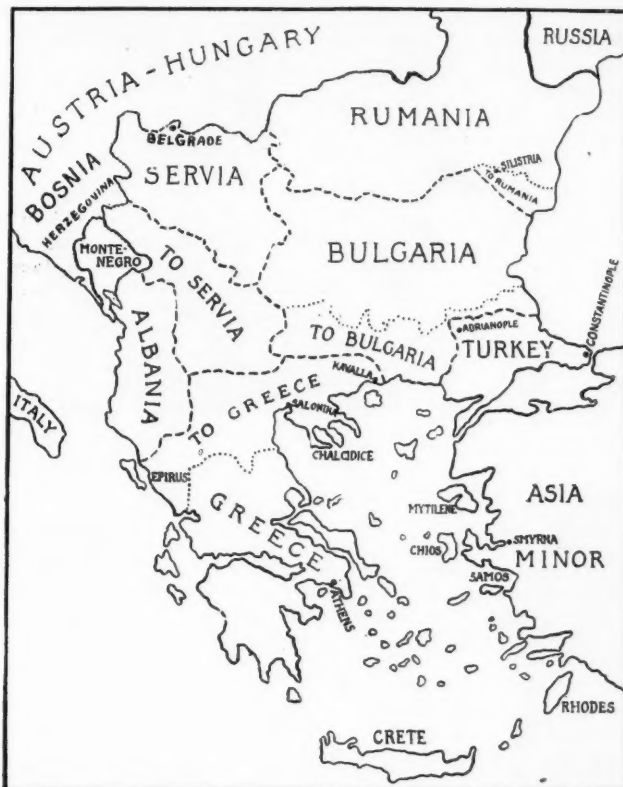 RUSSIA
AUSTRIA-HUNGARY
RUMANIA
BELGRADE
SERVIA
SILISTRIA
TO RUMANIA
BOSNIA
HERZEGOVINA
MONTE-
NEGRO
TO SERVIA
BULGARIA
CONSTANTINOPLE
ADRIANOPLE
TO BULGARIA
TURKEY
ALBANIA
KAVALLA
ITALY
TO GREECE
SALONIKA
CHALCIDICE
EPIRUS
GREECE
ASIA
MINOR
MYTILENE
CHIOS
SMYRNA
SAMOS
ATHENS
RHODES
CRETE